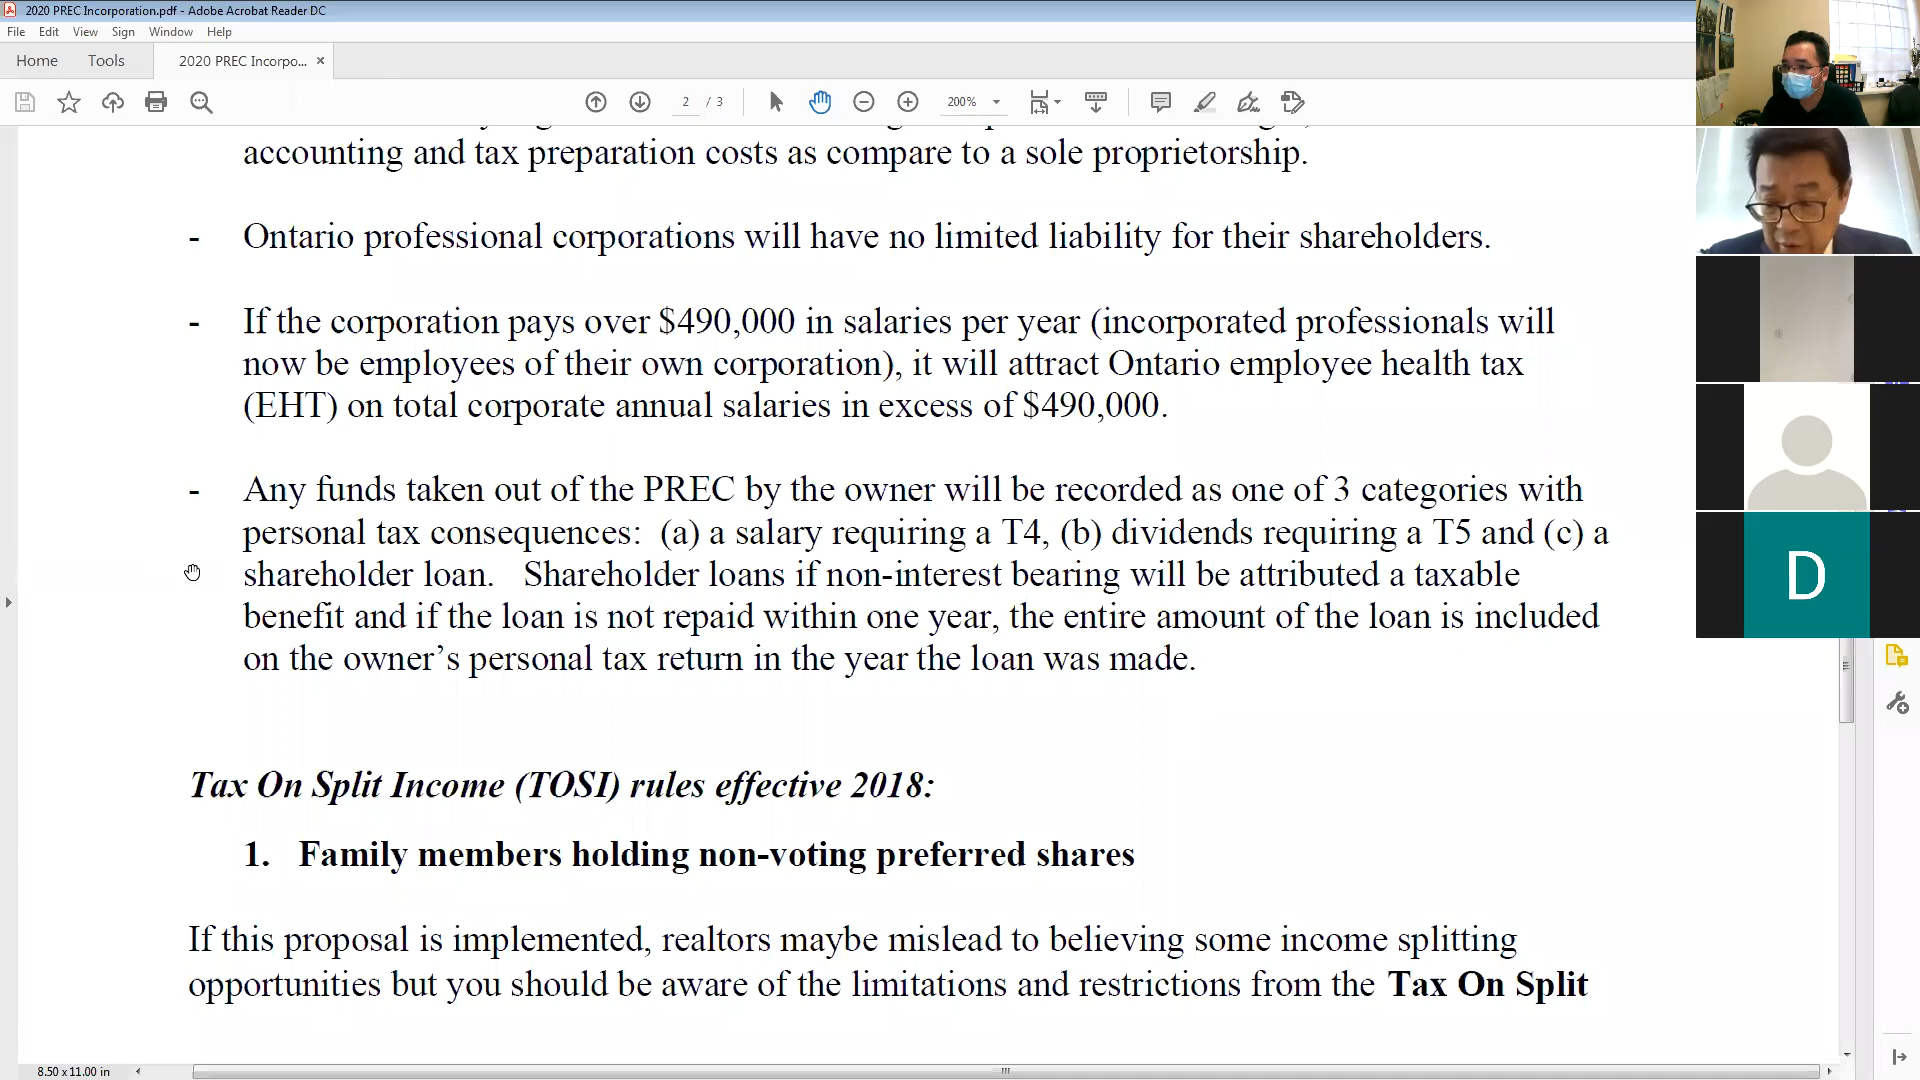 2020 PREC Incorporation.pdf - Adobe Acrobat Reader DC
File Edit View Sign Window Help
Home Tools 2020 PREC Incorpo... ×
2 / 3 200%
accounting and tax preparation costs as compare to a sole proprietorship.
- Ontario professional corporations will have no limited liability for their shareholders.
- If the corporation pays over $490,000 in salaries per year (incorporated professionals will
now be employees of their own corporation), it will attract Ontario employee health tax
(EHT) on total corporate annual salaries in excess of $490,000.
- Any funds taken out of the PREC by the owner will be recorded as one of 3 categories with
personal tax consequences: (a) a salary requiring a T4, (b) dividends requiring a T5 and (c) a
shareholder loan. Shareholder loans if non-interest bearing will be attributed a taxable
benefit and if the loan is not repaid within one year, the entire amount of the loan is included
on the owner’s personal tax return in the year the loan was made.
Tax On Split Income (TOSI) rules effective 2018:
1. Family members holding non-voting preferred shares
If this proposal is implemented, realtors maybe mislead to believing some income splitting
opportunities but you should be aware of the limitations and restrictions from the Tax On Split
8.50 x 11.00 in
D